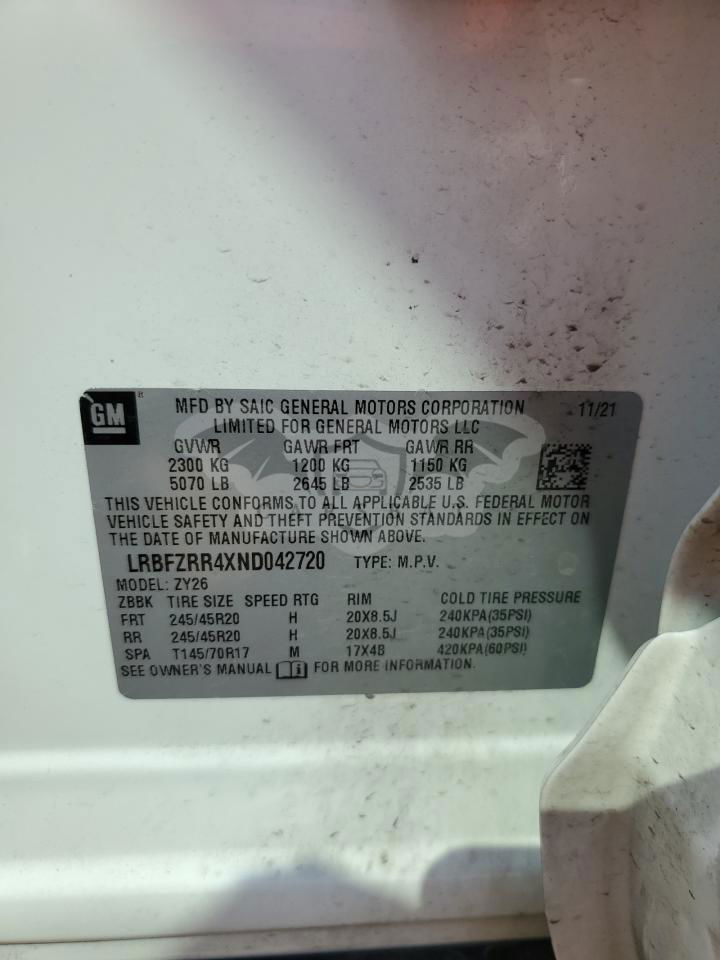 GM
MFD BY SAIC GENERAL MOTORS CORPORATION 11/21
LIMITED FOR GENERAL MOTORS LLC
GVWR GAWR FRT GAWR RR
2300 KG 1200 KG 1150 KG
5070 LB 2645 LB 2535 LB
THIS VEHICLE CONFORMS TO ALL APPLICABLE U.S. FEDERAL MOTOR
VEHICLE SAFETY AND THEFT PREVENTION STANDARDS IN EFFECT ON
THE DATE OF MANUFACTURE SHOWN ABOVE.
LRBFZRR4XND042720 TYPE: M.P.V.
MODEL: ZY26
ZBBK TIRE SIZE SPEED RTG RIM COLD TIRE PRESSURE
FRT 245/45R20 H 20X8.5J 240KPA(35PSI)
RR 245/45R20 H 20X8.5J 240KPA(35PSI)
SPA T145/70R17 M 17X4B 420KPA(60PSI)
SEE OWNER'S MANUAL FOR MORE INFORMATION